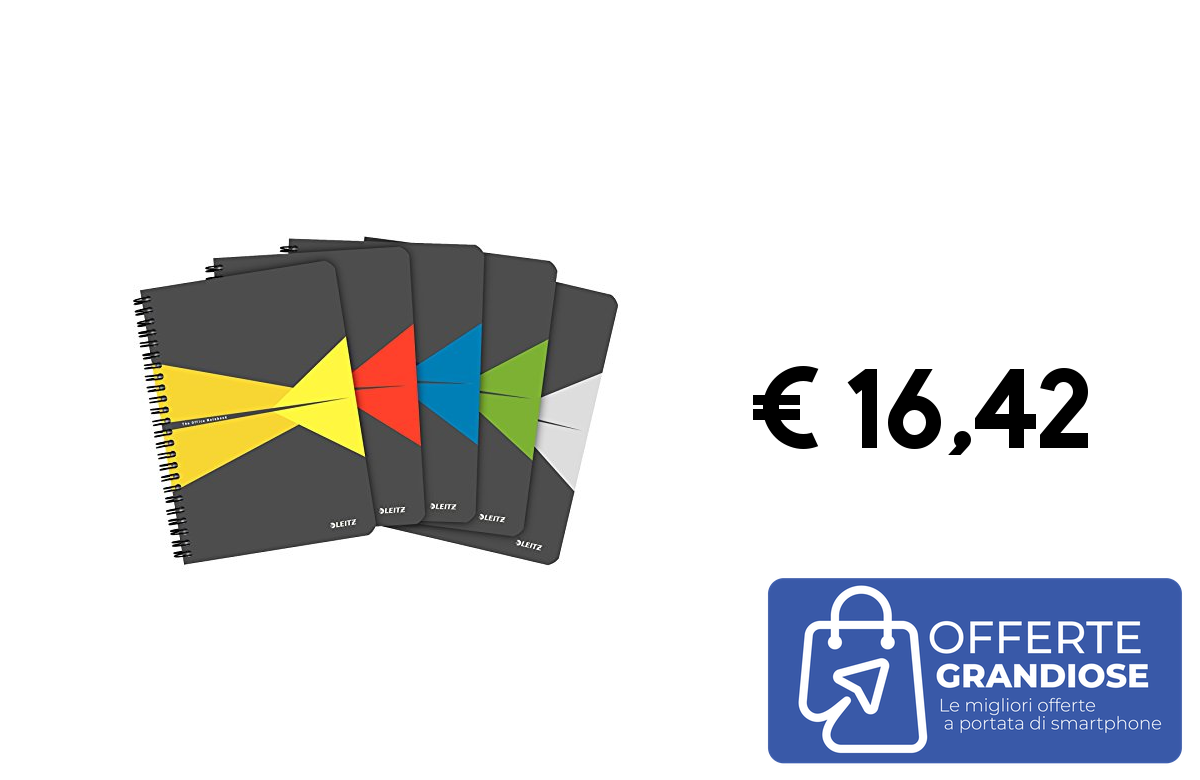 The Office Notebook
LEITZ
LEITZ
LEITZ
LEITZ
LEITZ
€ 16,42
OFFERTE
GRANDIOSE
Le migliori offerte
a portata di smartphone